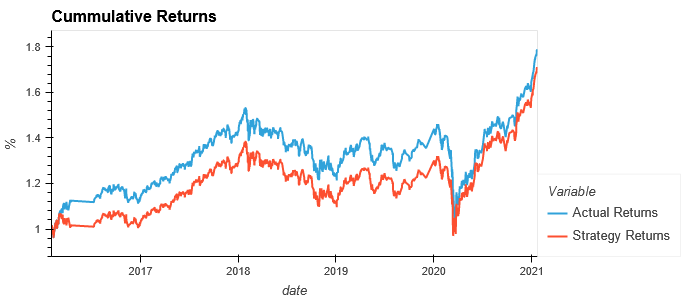 Cummulative Returns
1.8
1.6
1.4
1.2
1
%
2017
2018
2019
2020
2021
date
Variable
Actual Returns
Strategy Returns